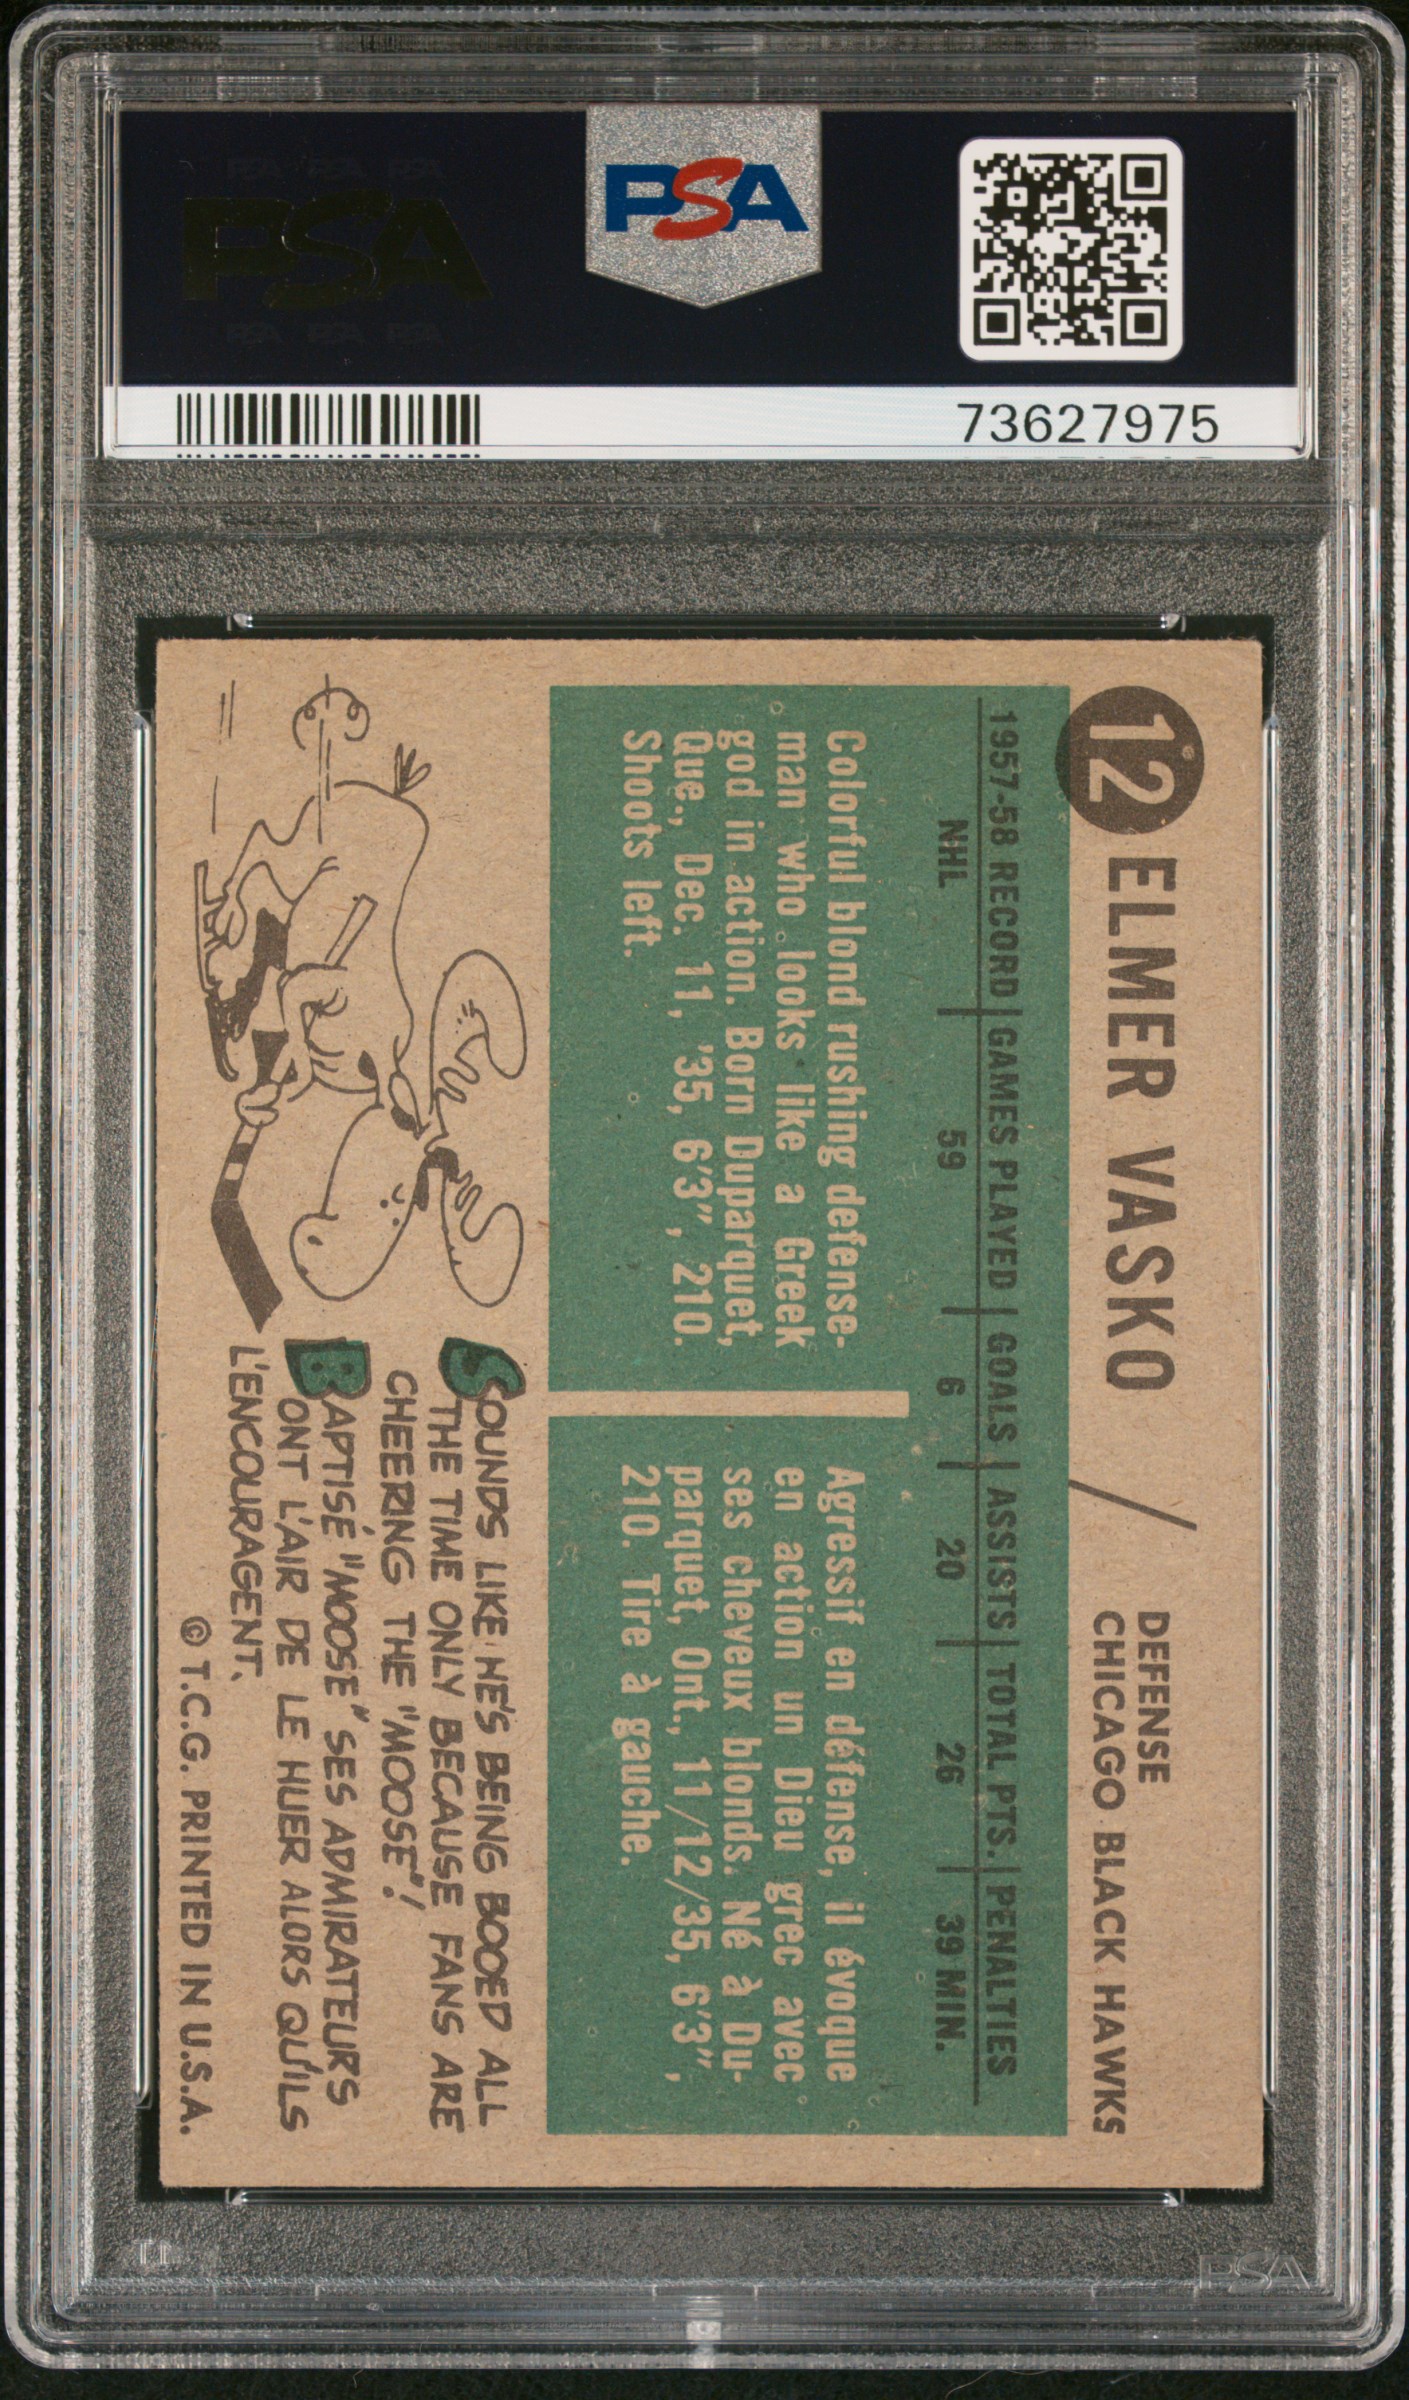 PSA
PSA
73627975
12 ELMER VASKO / DEFENSE
CHICAGO BLACK HAWKS
1957-58 RECORD GAMES PLAYED GOALS ASSISTS TOTAL PTS. PENALTIES
NHL 59 6 20 26 39 MIN.
Colorful blond rushing defense-
man who looks like a Greek
god in action. Born Duparquet,
Que., Dec. 11, '35, 6'3", 210.
Shoots left.
Agressif en défense, il évoque
en action un Dieu grec avec
ses cheveux blonds. Né à Du-
parquet, Ont., 11/12/35, 6'3",
210. Tire à gauche.
SOUNDS LIKE HE'S BEING BOOED ALL
THE TIME ONLY BECAUSE FANS ARE
CHEERING THE "MOOSE"!
BAPTISÉ "MOOSE" SES ADMIRATEURS
ONT L'AIR DE LE HUER ALORS QU'ILS
L'ENCOURAGENT.
© T.C.G. PRINTED IN U.S.A.
PSA